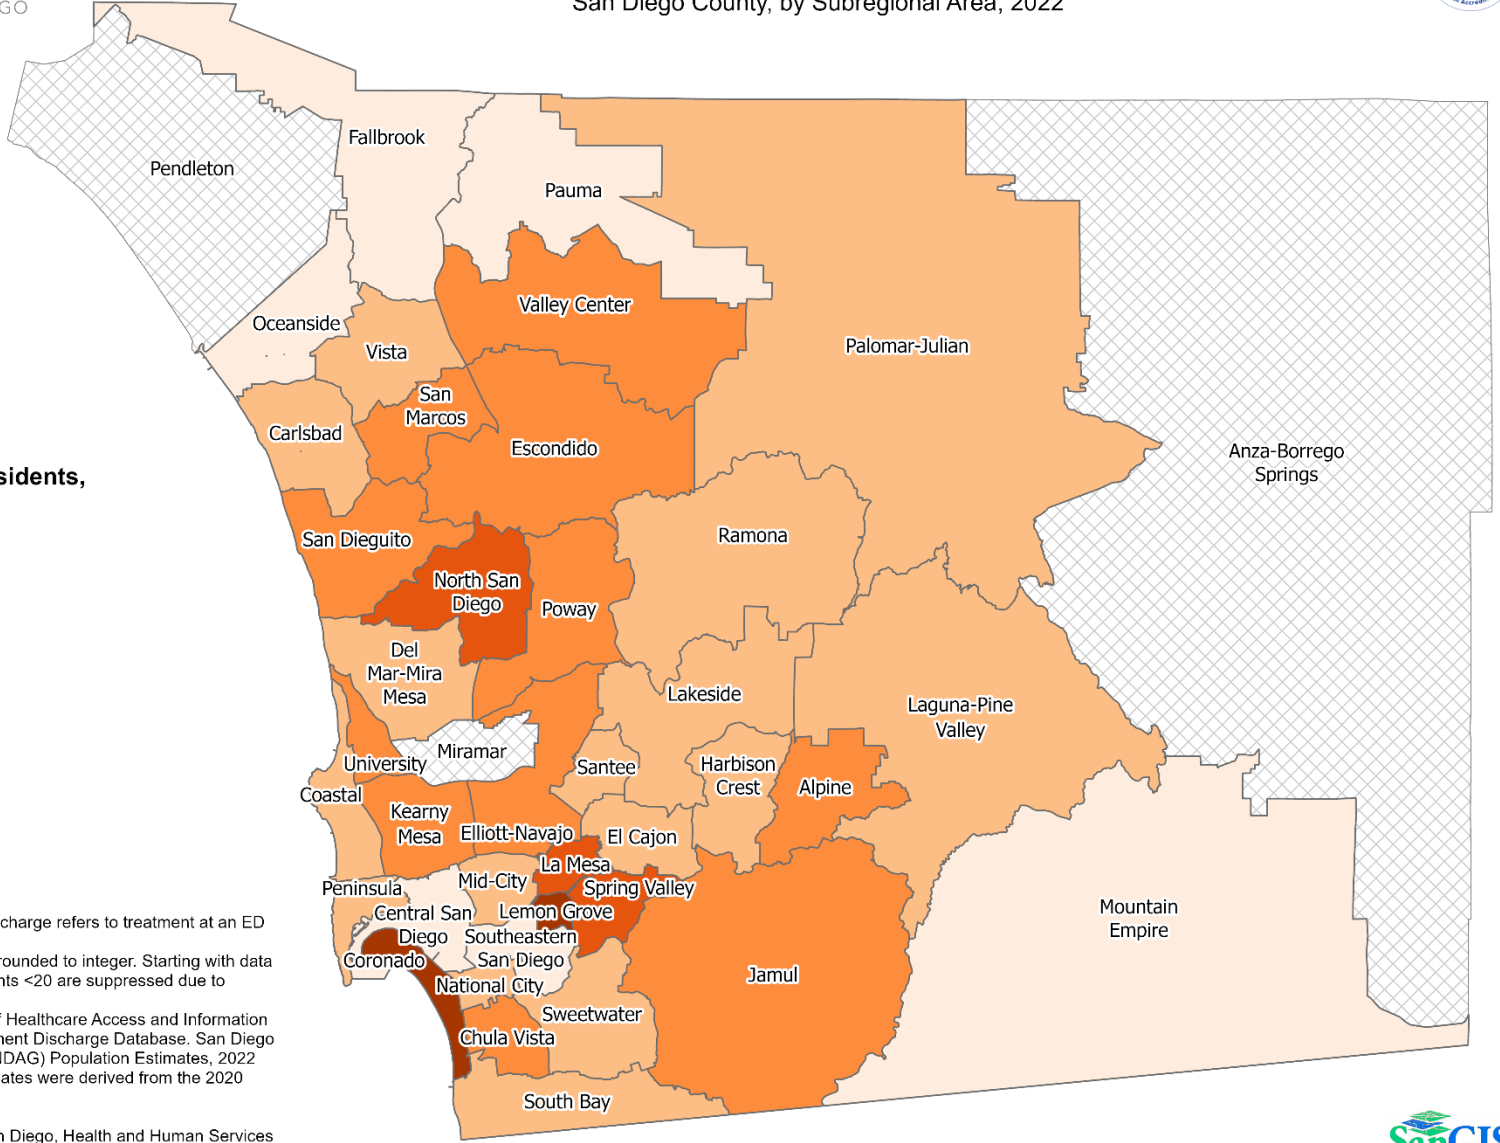 GO
San Diego County, by Subregional Area, 2022
Fallbrook
Pendleton
Pauma
Valley Center
Oceanside
Vista
Palomar-Julian
San
Marcos
Carlsbad
Escondido
Anza-Borrego
Springs
sidents,
Ramona
San Dieguito
North San
Diego
Poway
Del
Mar-Mira
Mesa
Lakeside
Laguna-Pine
Valley
Miramar
University
Santee
Harbison
Crest
Alpine
Coastal
Kearny
Mesa
Elliott-Navajo
El Cajon
La Mesa
Peninsula
Mid-City
Spring Valley
Central San
Diego
Lemon Grove
Mountain
Empire
charge refers to treatment at an ED
Southeastern
San Diego
Coronado
rounded to integer. Starting with data
nts <20 are suppressed due to
National City
Jamul
Sweetwater
f Healthcare Access and Information
nent Discharge Database. San Diego
Chula Vista
NDAG) Population Estimates, 2022
ates were derived from the 2020
South Bay
n Diego, Health and Human Services
SanGIS